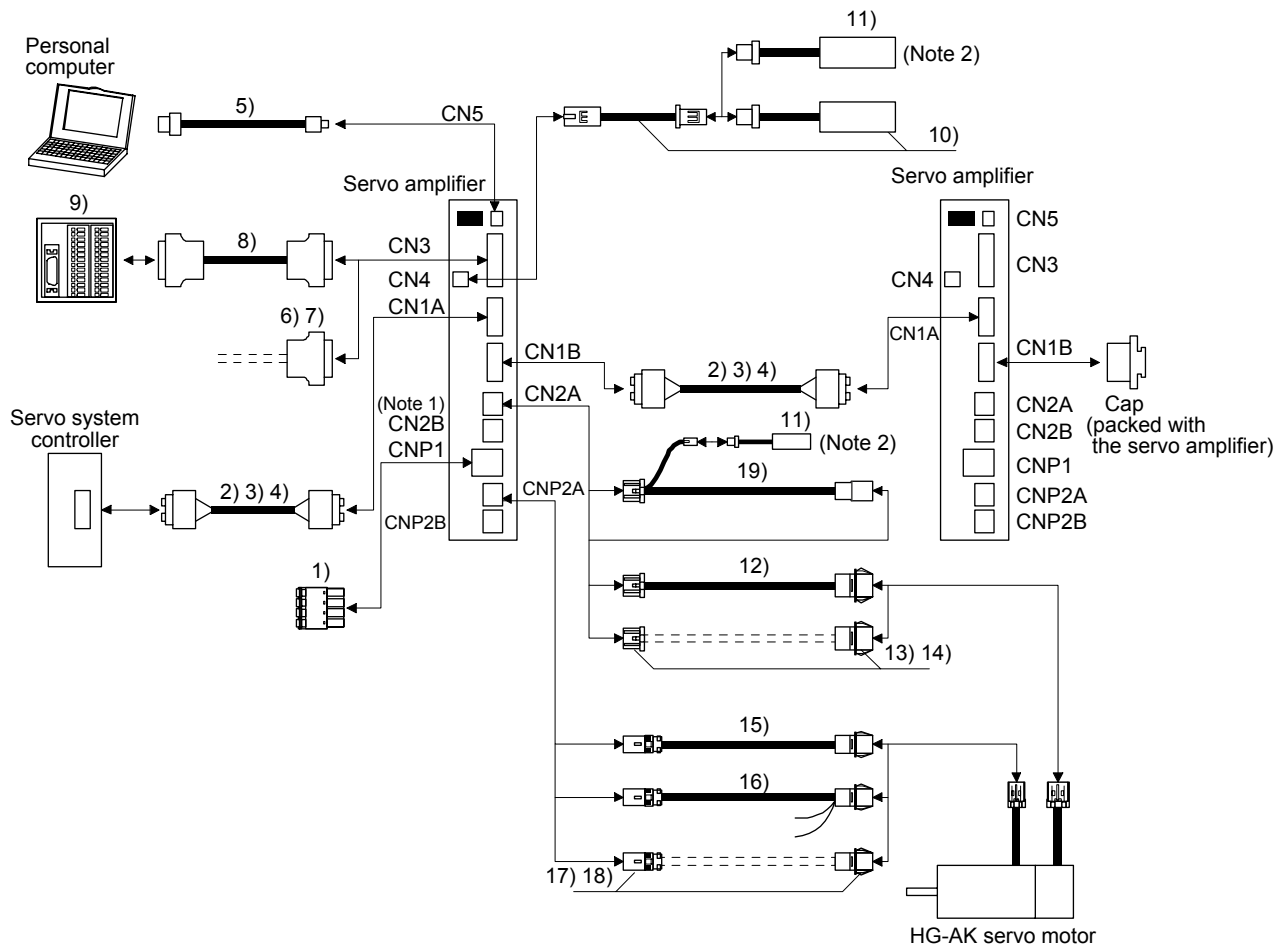 11)
Personal
computer
(Note 2)
5)
CN5
10)
Servo amplifier
Servo amplifier
9)
CN5
8)
CN3
CN3
CN4
CN4
6) 7)
CN1A
CN1A
CN1B
CN1B
2) 3) 4)
(Note 1)
CN2A
Cap
(packed with
the servo amplifier)
CN2A
CN2B
CN2B
Servo system
controller
11)
(Note 2)
CNP1
CNP1
19)
2) 3) 4)
CNP2A
CNP2A
CNP2B
CNP2B
1)
12)
13) 14)
15)
16)
17) 18)
HG-AK servo motor